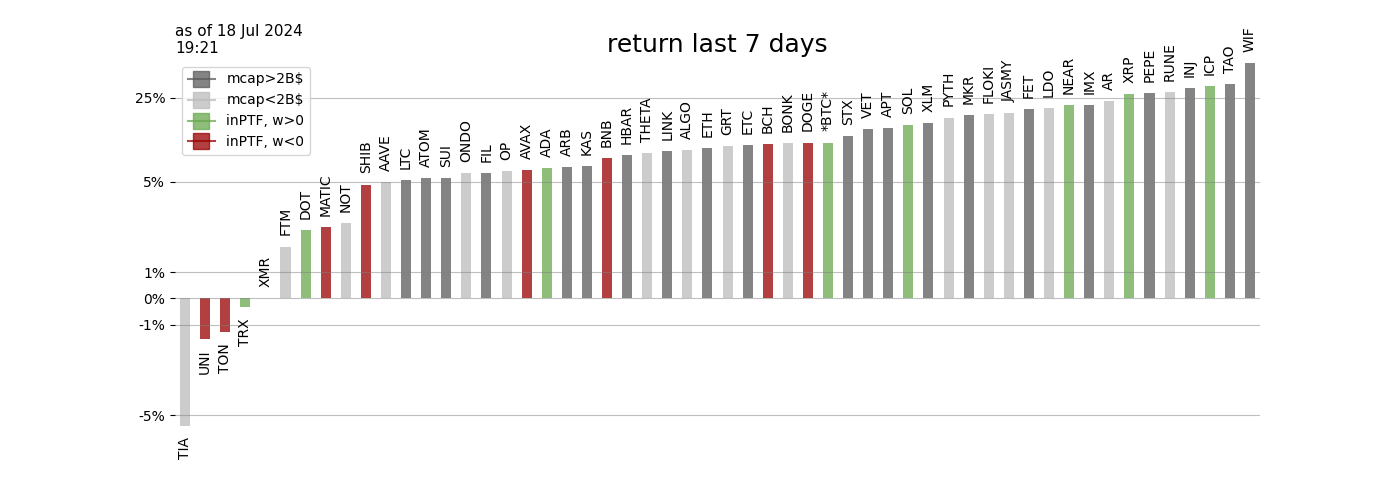 as of 18 Jul 2024
19:21
return last 7 days
mcap>2B$
mcap<2B$
inPTF, w>0
inPTF, w<0
25%
5%
1%
0%
-1%
-5%
TIA
UNI
TON
TRX
XMR
FTM
DOT
MATIC
NOT
SHIB
AAVE
LTC
ATOM
SUI
ONDO
FIL
OP
AVAX
ADA
ARB
KAS
BNB
HBAR
THETA
LINK
ALGO
ETH
GRT
ETC
BCH
BONK
DOGE
*BTC*
STX
VET
APT
SOL
XLM
PYTH
MKR
FLOKI
JASMY
FET
LDO
NEAR
IMX
AR
XRP
PEPE
RUNE
INJ
ICP
TAO
WIF